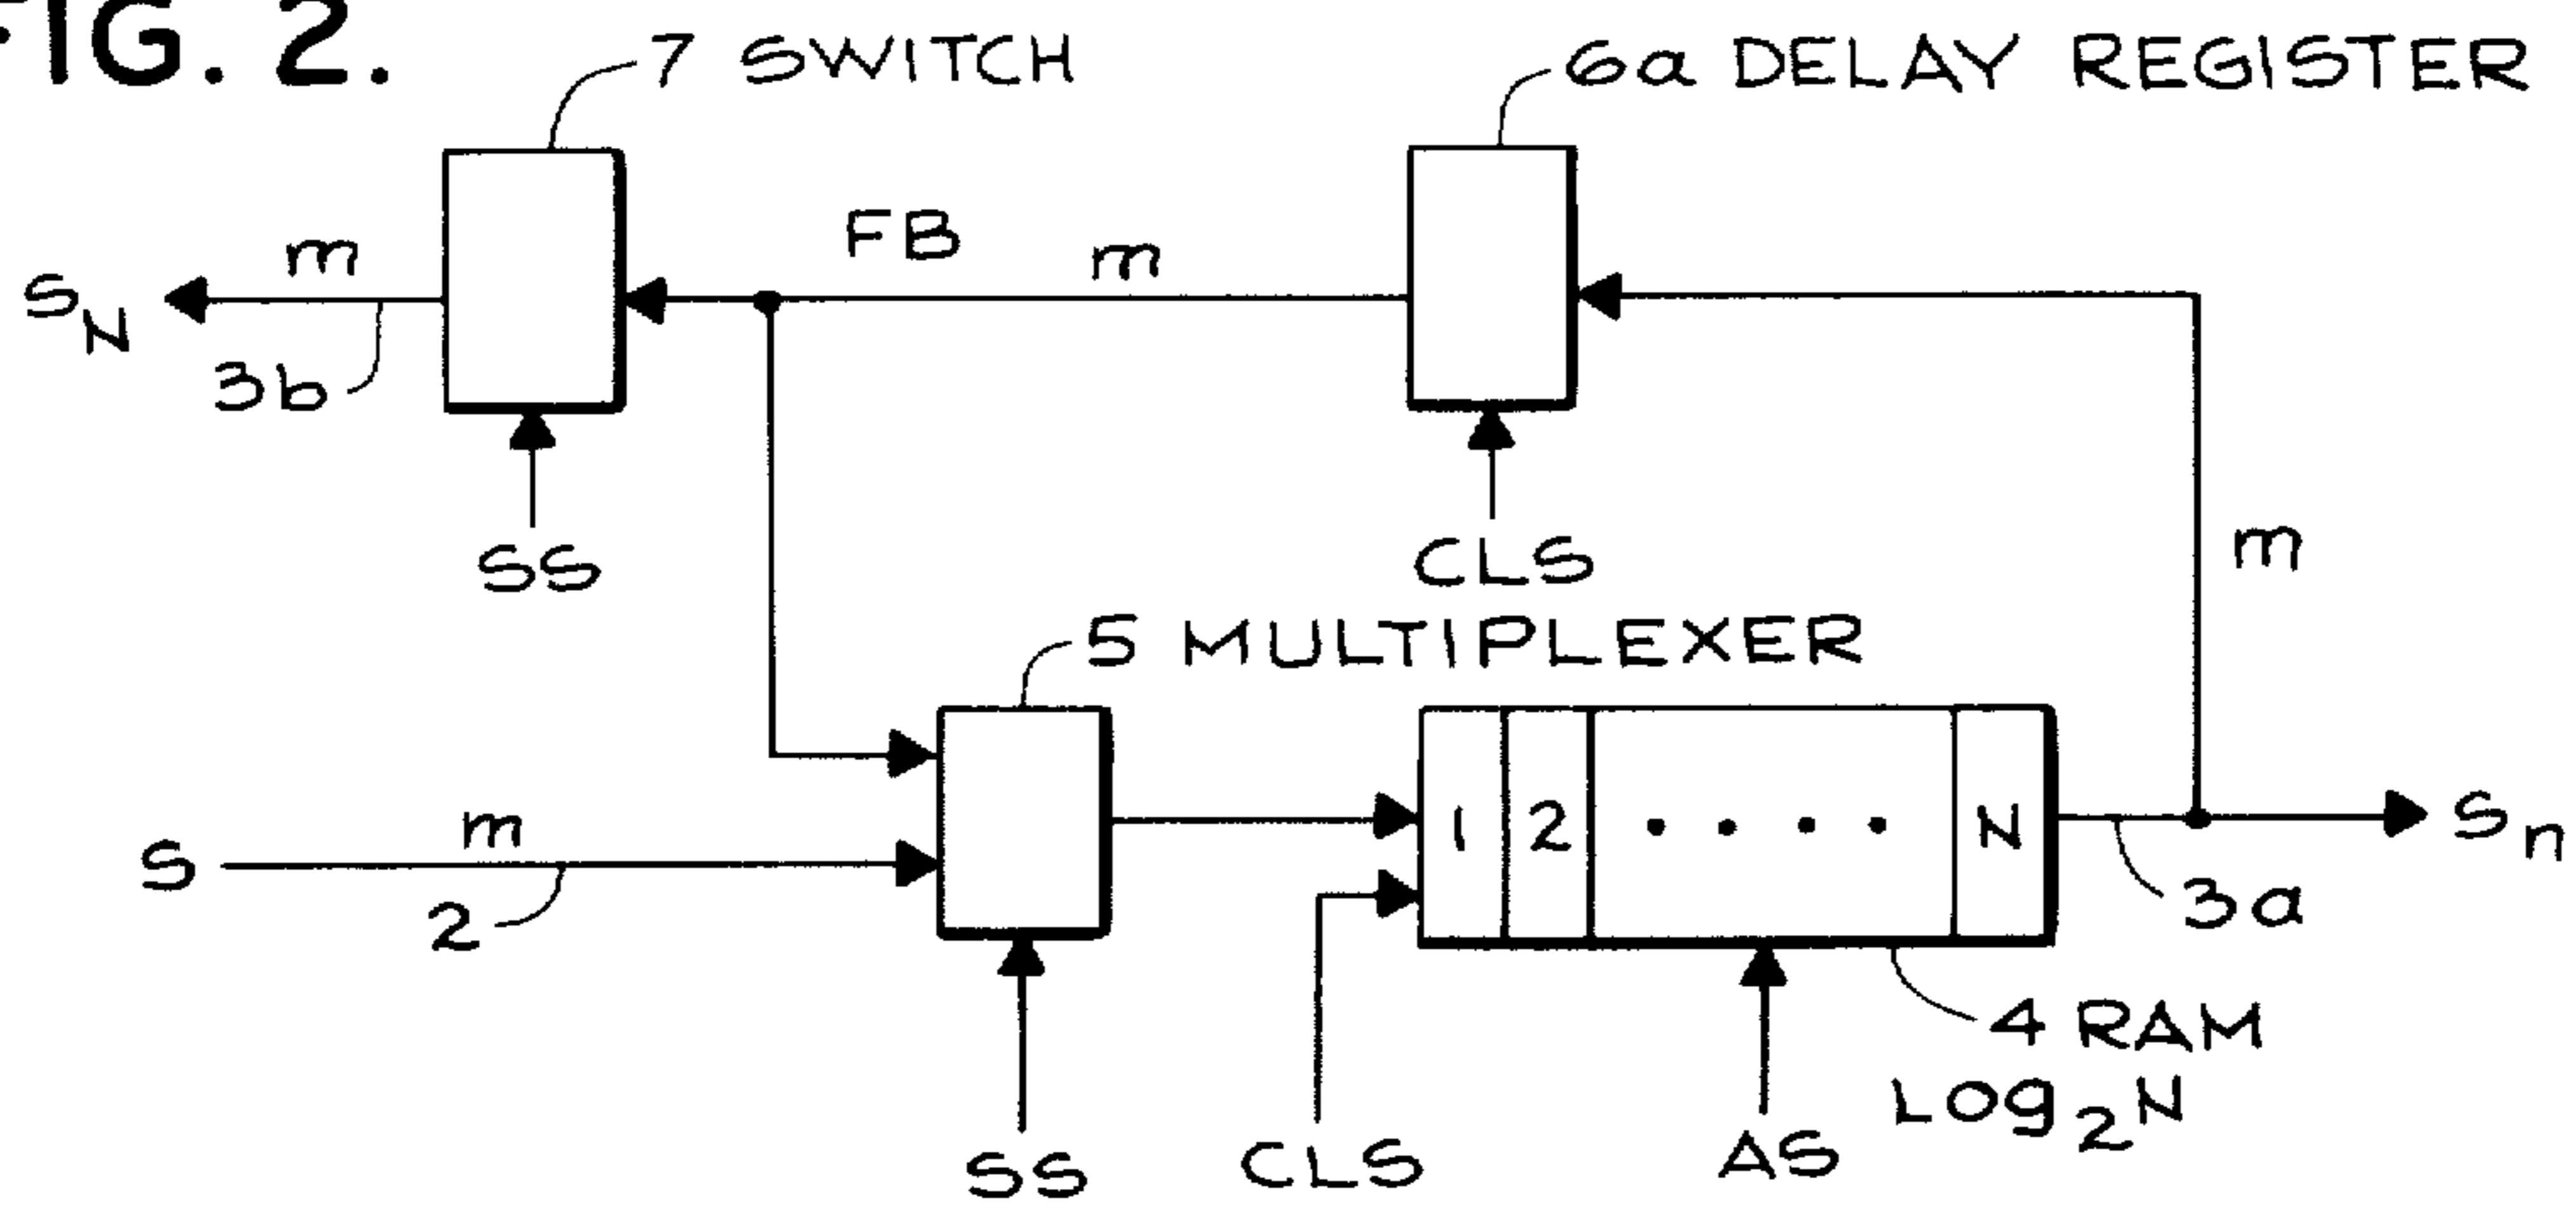 FIG. 2.
7 SWITCH
6a DELAY REGISTER
FB
m
m
S_N
3b
SS
CLS
m
5 MULTIPLEXER
S
m
2
1 2 . . . . N
S_n
3a
4 RAM
LOG_2N
SS
CLS
AS